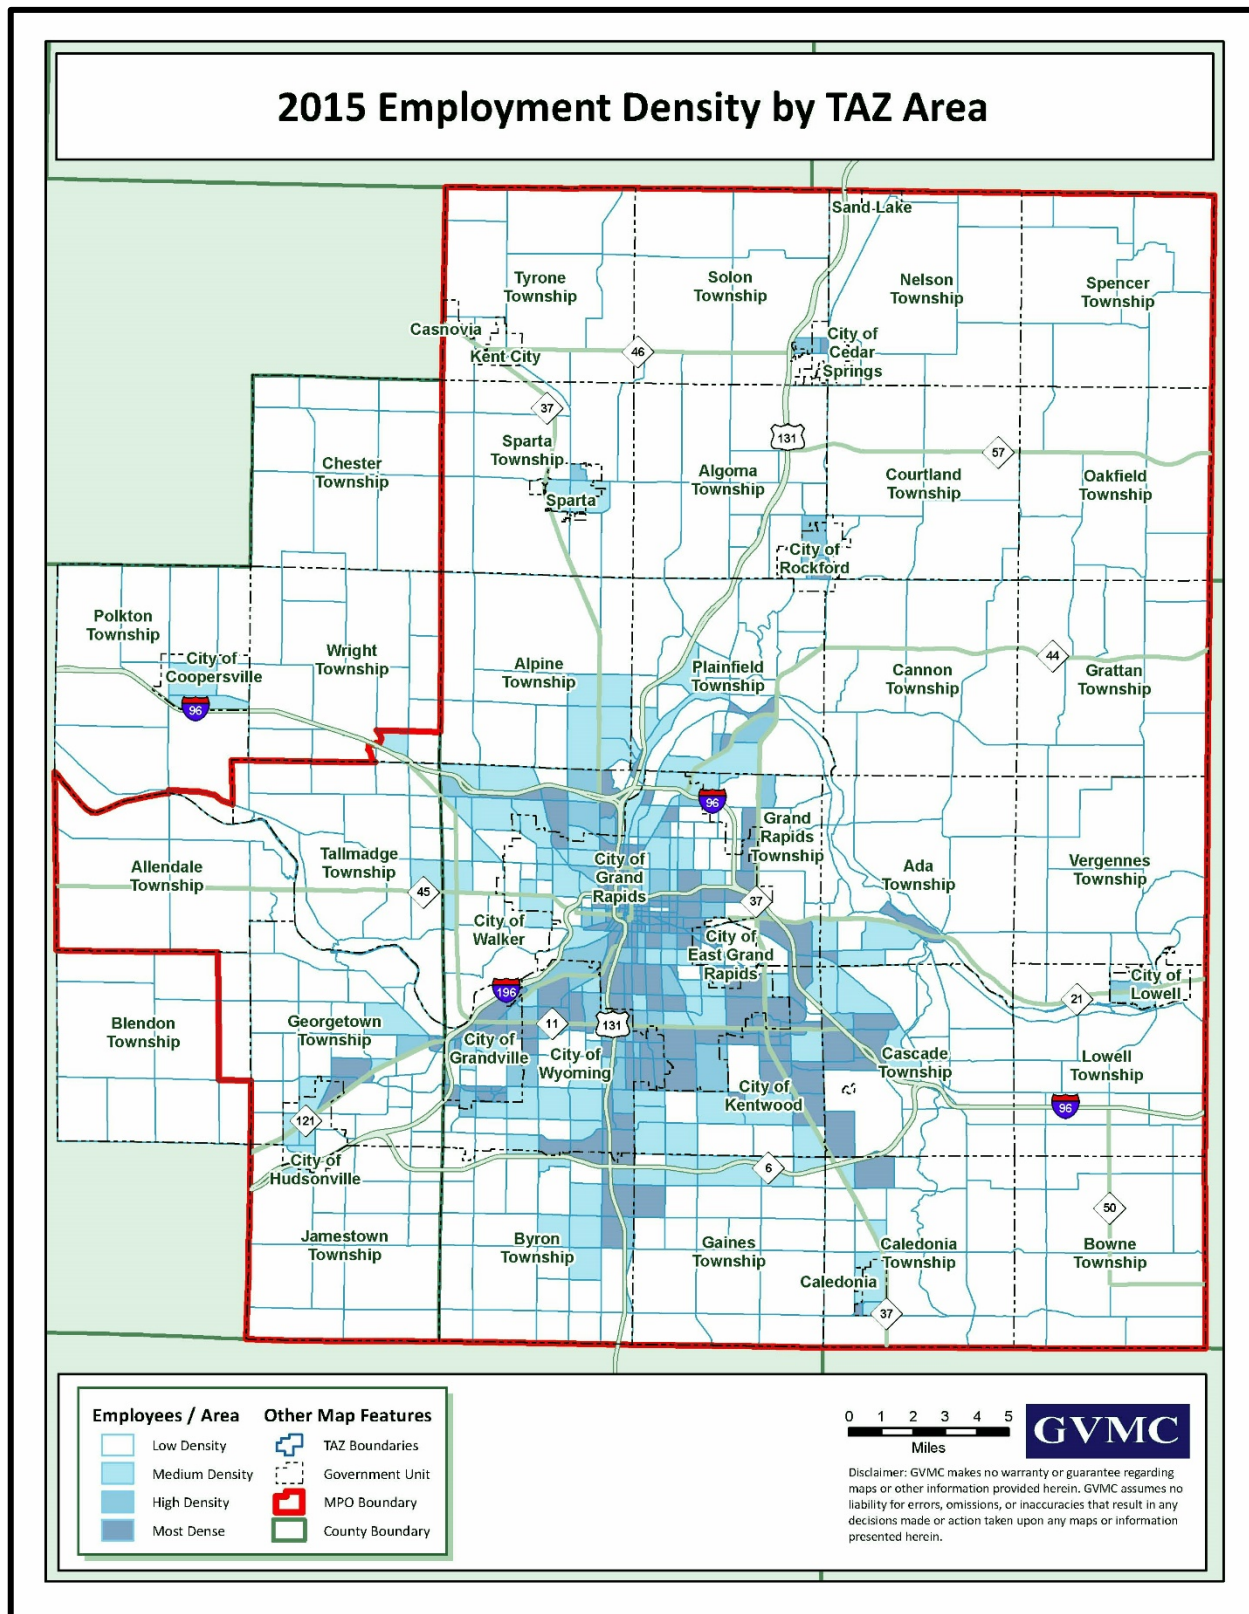 2015 Employment Density by TAZ Area
Sand Lake
Tyrone
Township
Solon
Township
Nelson
Township
Spencer
Township
Casnovia
Kent City
46
City of
Cedar
Springs
37
131
57
Sparta
Township
Chester
Township
Algoma
Township
Courtland
Township
Oakfield
Township
Sparta
City of
Rockford
Polkton
Township
City of
Coopersville
Wright
Township
Alpine
Township
Plainfield
Township
Cannon
Township
44
Grattan
Township
96
96
Grand
Rapids
Township
Allendale
Township
Tallmadge
Township
City of
Grand
Rapids
Ada
Township
Vergennes
Township
45
37
City of
Walker
City of
East Grand
Rapids
City of
Lowell
196
21
Blendon
Township
Georgetown
Township
11
131
City of
Grandville
City of
Wyoming
Cascade
Township
Lowell
Township
City of
Kentwood
96
121
City of
Hudsonville
6
50
Jamestown
Township
Byron
Township
Gaines
Township
Caledonia
Township
Bowne
Township
Caledonia
37
Employees / Area
Low Density
Medium Density
High Density
Most Dense
Other Map Features
TAZ Boundaries
Government Unit
MPO Boundary
County Boundary
0 1 2 3 4 5
Miles
GVMC
Disclaimer: GVMC makes no warranty or guarantee regarding
maps or other information provided herein. GVMC assumes no
liability for errors, omissions, or inaccuracies that result in any
decisions made or action taken upon any maps or information
presented herein.